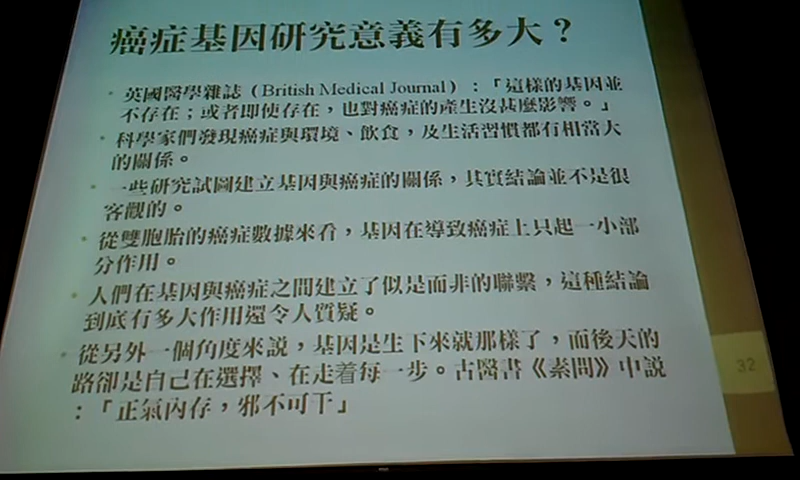 癌症基因研究意義有多大？
英國醫學雜誌（British Medical Journal）：「這樣的基因並
不存在；或者即使存在，也對癌症的產生沒甚麼影響。」
科學家們發現癌症與環境、飲食，及生活習慣都有相當大
的關係。
一些研究試圖建立基因與癌症的關係，其實結論並不是很
客觀的。
從雙胞胎的癌症數據來看，基因在導致癌症上只起一小部
分作用。
人們在基因與癌症之間建立了似是而非的聯繫，這種結論
到底有多大作用還令人質疑。
從另外一個角度來說，基因是生下來就那樣了，而後天的
路卻是自己在選擇、在走着每一步。古醫書《素問》中說
：「正氣內存，邪不可干」
32